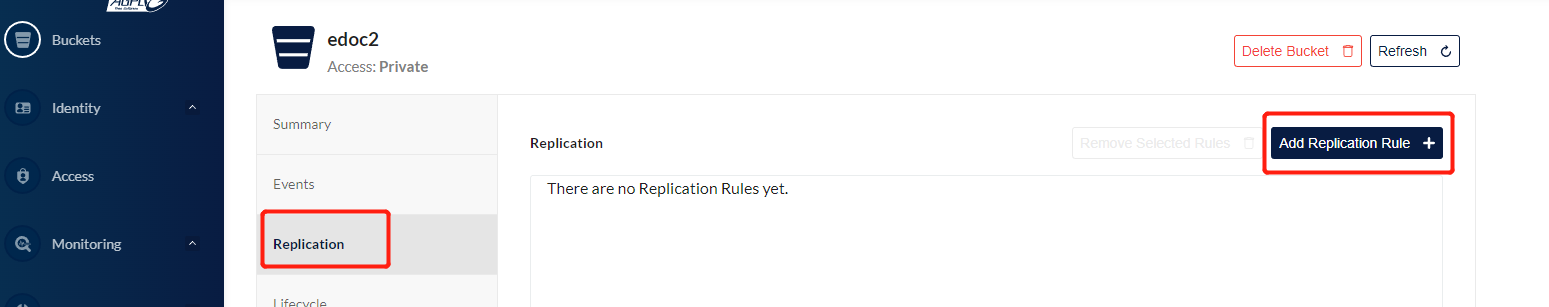 AGPL
Buckets
Identity
Access
Monitoring
edoc2
Access: Private
Delete Bucket
Refresh
Summary
Events
Replication
Lifecycle
Replication
Remove Selected Rules
Add Replication Rule +
There are no Replication Rules yet.